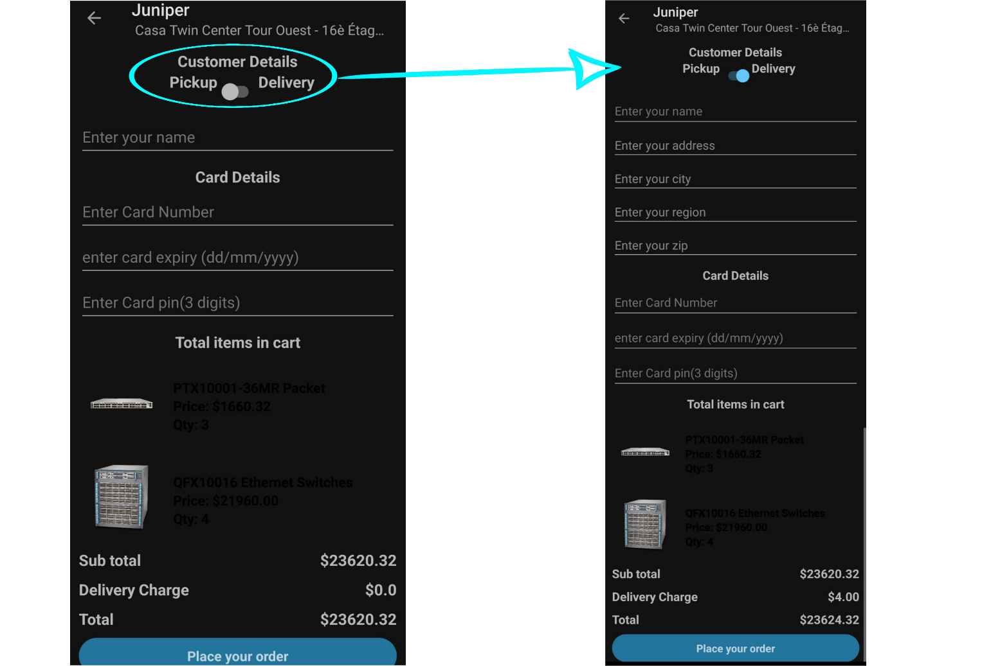 Juniper
Casa Twin Center Tour Ouest - 16è Étag...
Customer Details
Pickup Delivery
Enter your name
Card Details
Enter Card Number
enter card expiry (dd/mm/yyyy)
Enter Card pin(3 digits)
Total items in cart
PTX10001-36MR Packet
Price: $1660.32
Qty: 3
QFX10016 Ethernet Switches
Price: $21960.00
Qty: 4
Sub total $23620.32
Delivery Charge $0.0
Total $23620.32
Place your order
Juniper
Casa Twin Center Tour Ouest - 16è Étag...
Customer Details
Pickup Delivery
Enter your name
Enter your address
Enter your city
Enter your region
Enter your zip
Card Details
Enter Card Number
enter card expiry (dd/mm/yyyy)
Enter Card pin(3 digits)
Total items in cart
PTX10001-36MR Packet
Price: $1660.32
Qty: 3
QFX10016 Ethernet Switches
Price: $21960.00
Qty: 4
Sub total $23620.32
Delivery Charge $4.00
Total $23624.32
Place your order